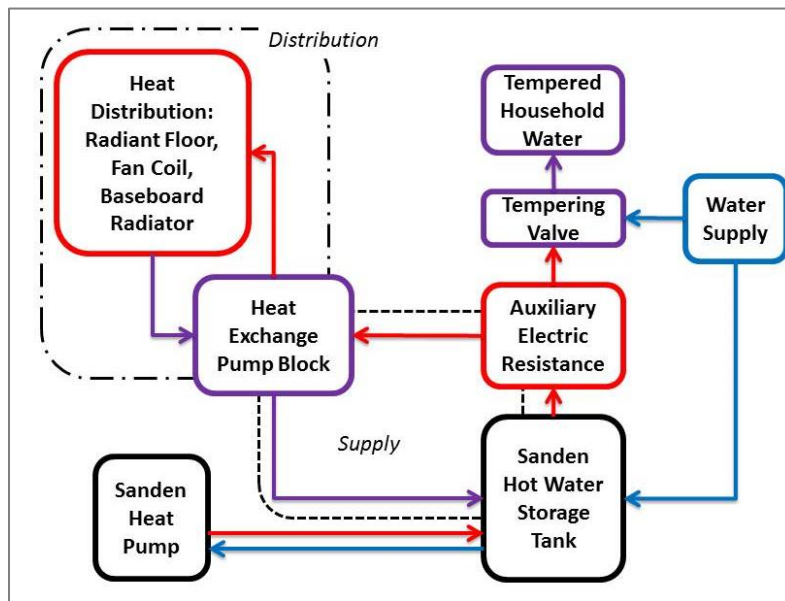 Distribution
Heat
Distribution:
Radiant Floor,
Fan Coil,
Baseboard
Radiator
Tempered
Household
Water
Tempering
Valve
Water
Supply
Heat
Exchange
Pump Block
Auxiliary
Electric
Resistance
Supply
Sanden
Heat
Pump
Sanden
Hot Water
Storage
Tank